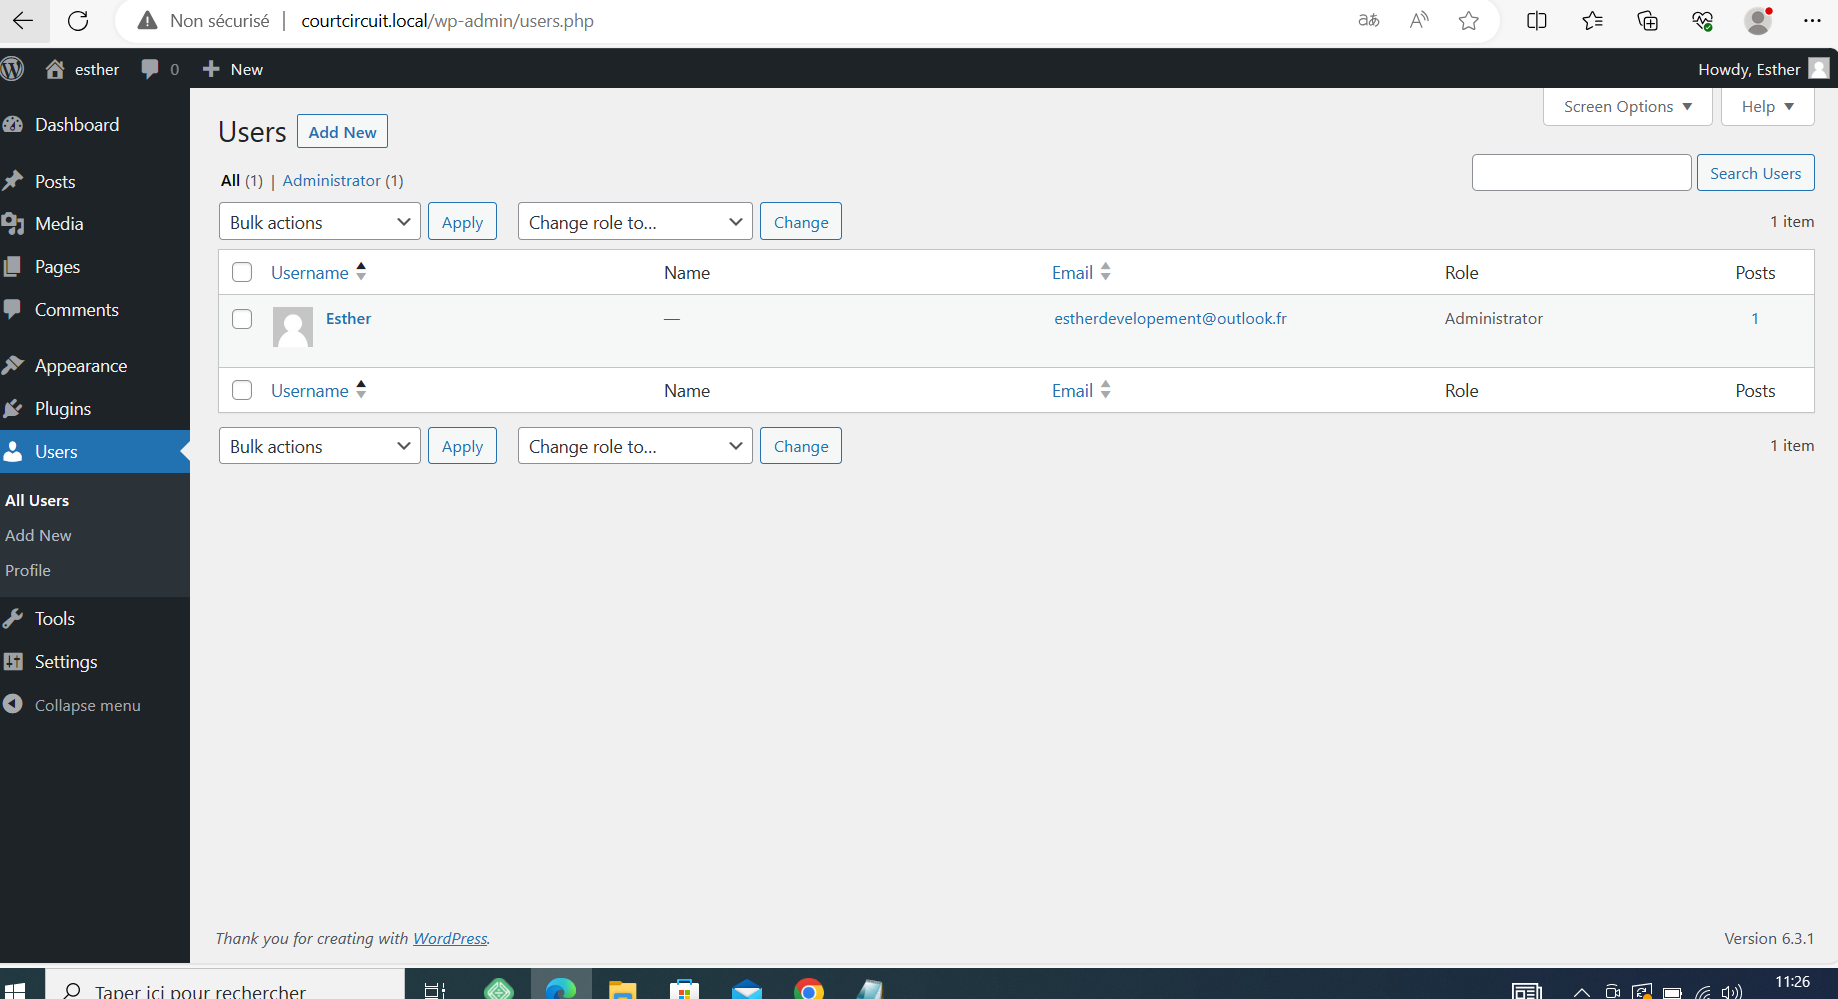 Non sécurisé | courtcircuit.local/wp-admin/users.php
esther 0 New Howdy, Esther
Dashboard
Posts
Media
Pages
Comments
Appearance
Plugins
Users
All Users
Add New
Profile
Tools
Settings
Collapse menu
Screen Options Help
Users Add New
All (1) | Administrator (1)
Search Users
Bulk actions Apply Change role to... Change 1 item
Username Name Email Role Posts
Esther — estherdevelopement@outlook.fr Administrator 1
Username Name Email Role Posts
Bulk actions Apply Change role to... Change 1 item
Thank you for creating with WordPress. Version 6.3.1
Taper ici pour rechercher 11:26